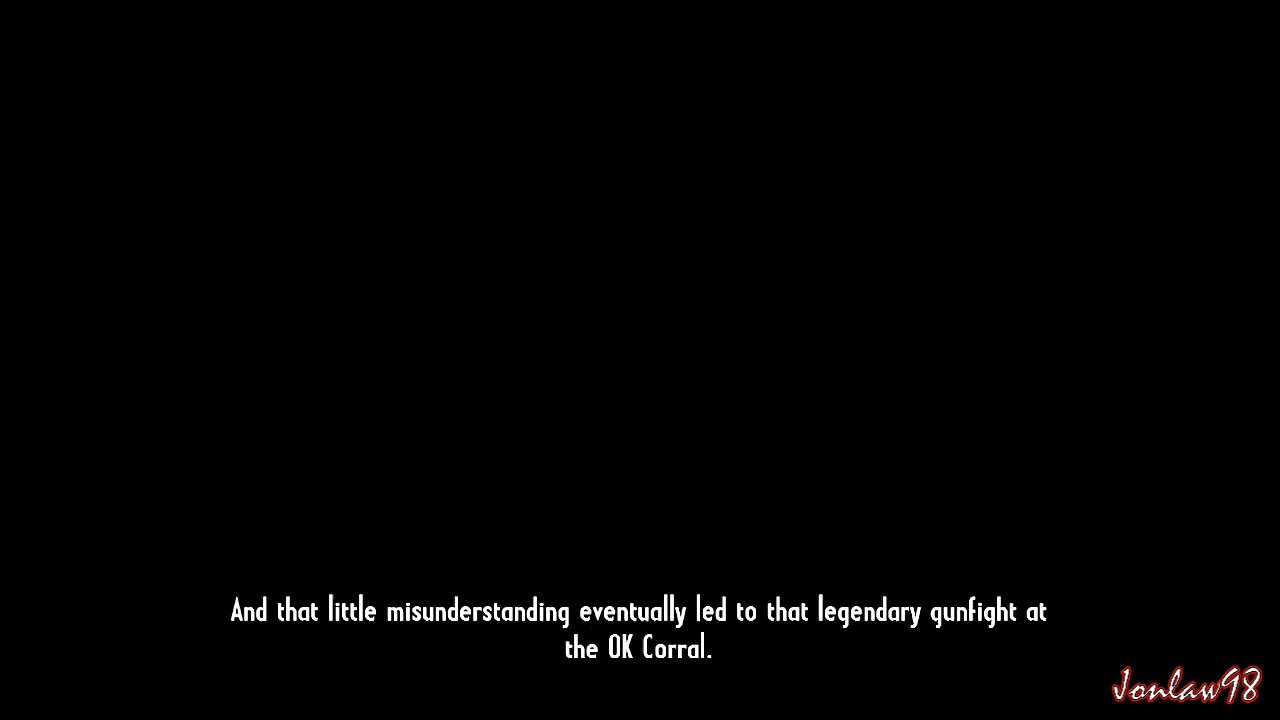 And that little misunderstanding eventually led to that legendary gunfight at
the OK Corral.
Jonlaw98